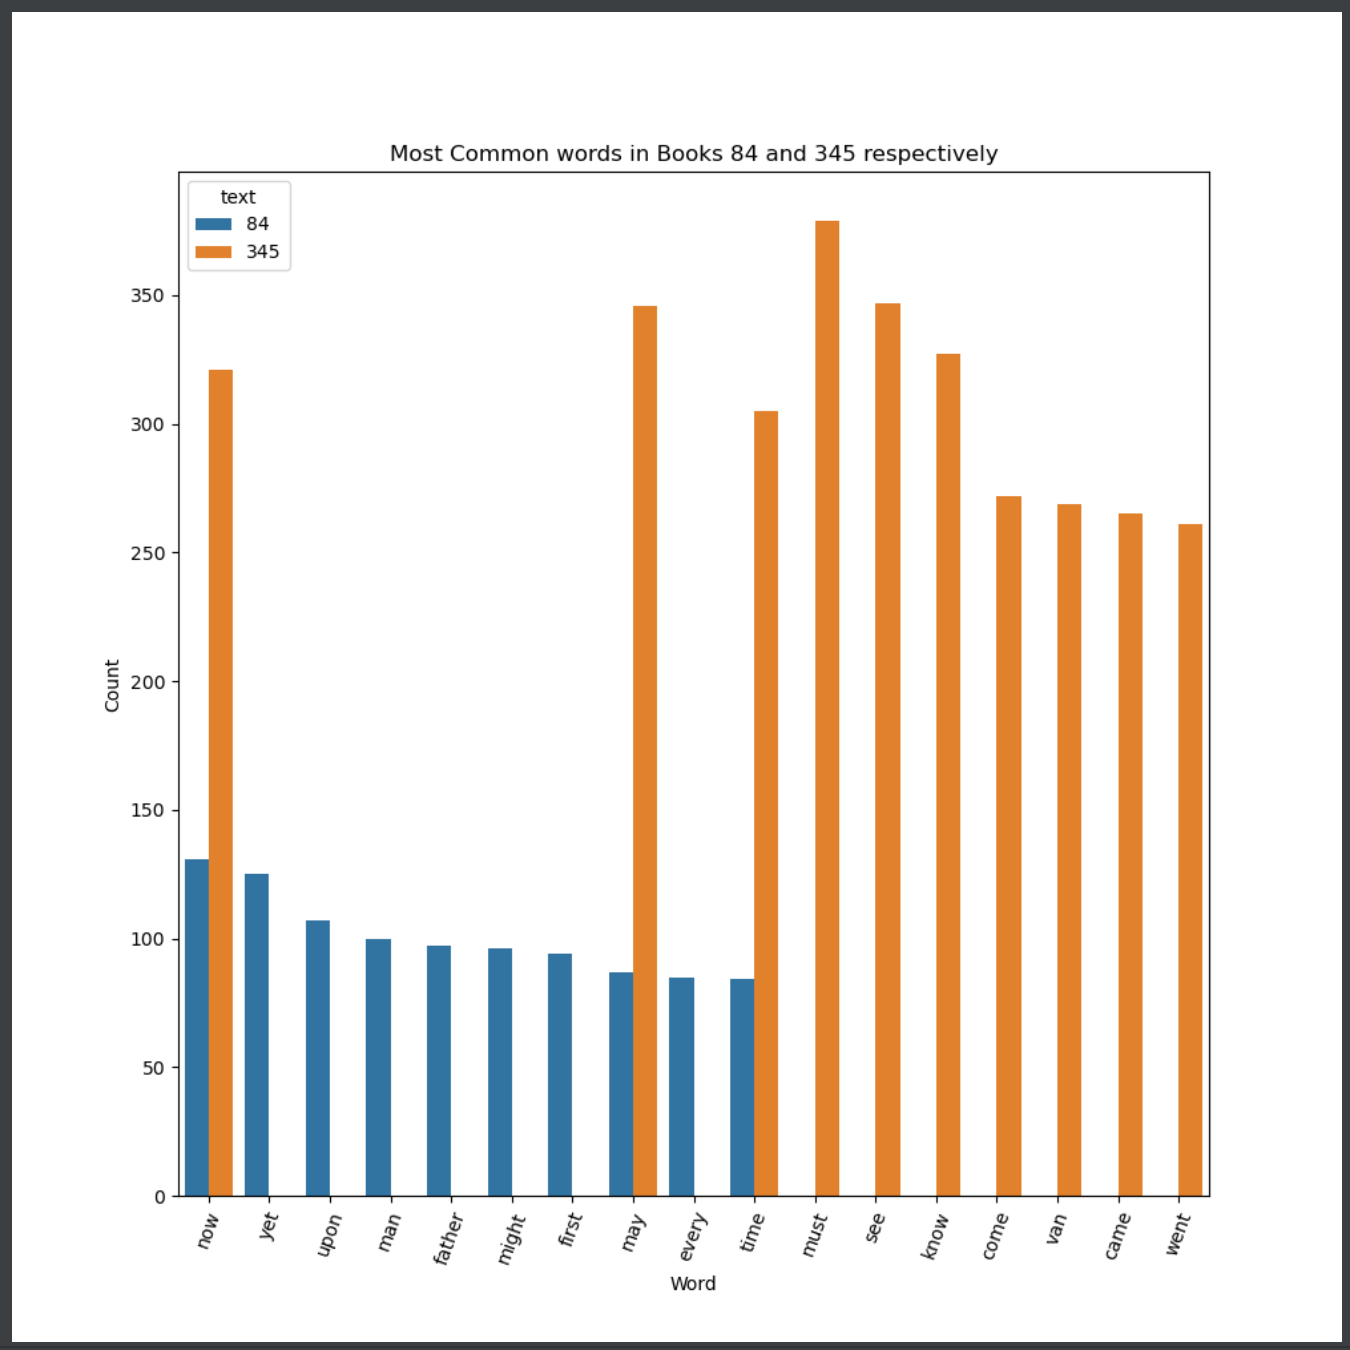 Most Common words in Books 84 and 345 respectively
text
84
345
350
300
250
200
150
100
50
0
Count
now yet upon man father might first may every time must see know come van came went
Word